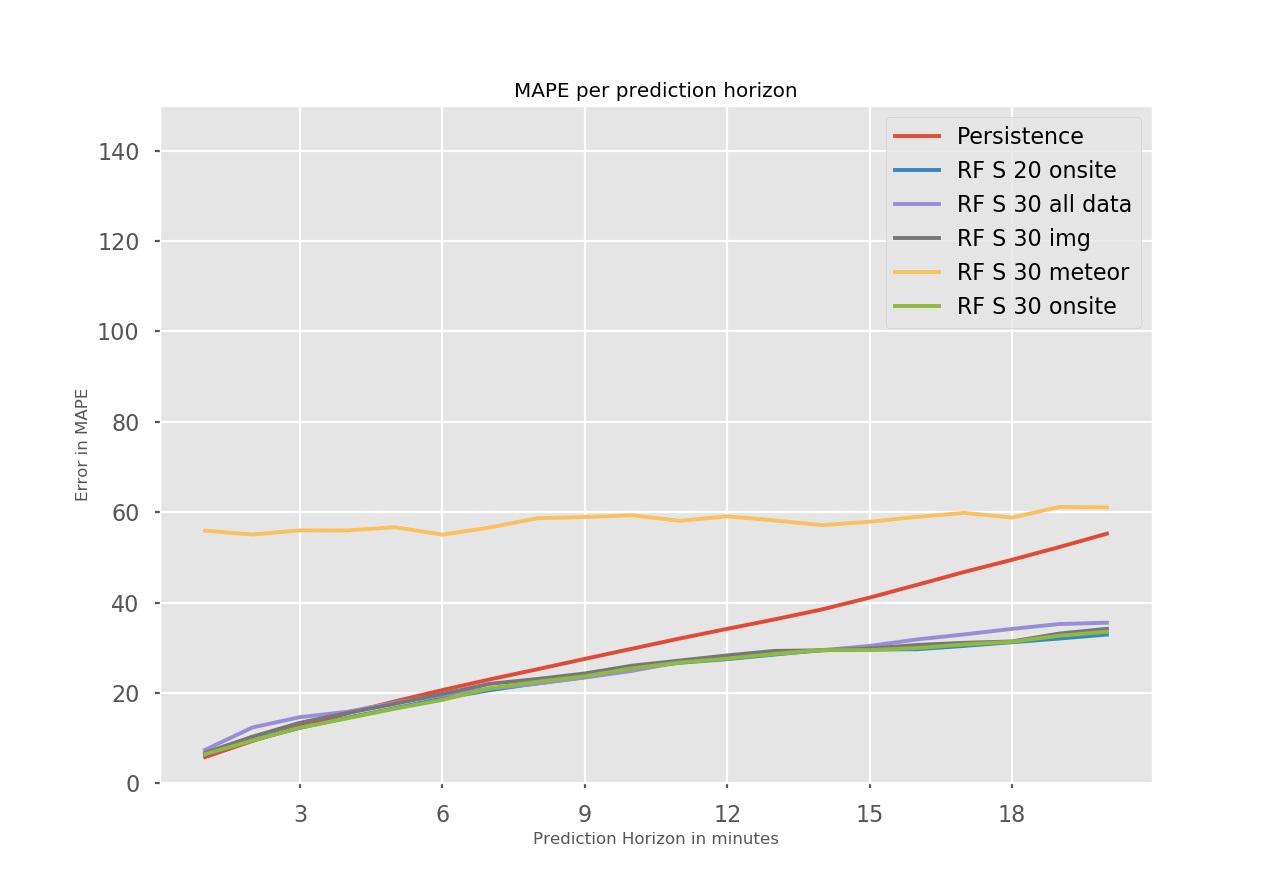 MAPE per prediction horizon
140
120
100
80
60
40
20
0
Error in MAPE
Persistence
RF S 20 onsite
RF S 30 all data
RF S 30 img
RF S 30 meteor
RF S 30 onsite
3 6 9 12 15 18
Prediction Horizon in minutes